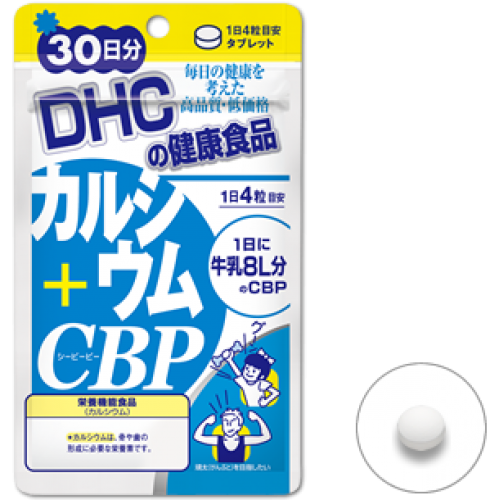 30日分
1日4粒目安
タブレット
毎日の健康を
考えた
高品質・低価格
DHC
の健康食品
カルシ
ウム
+
CBP
シーピーピー
1日4粒目安
1日に
牛乳8L分
のCBP
グッ
栄養機能食品
(カルシウム)
*カルシウムは、骨や歯の
形成に必要な栄養素です。